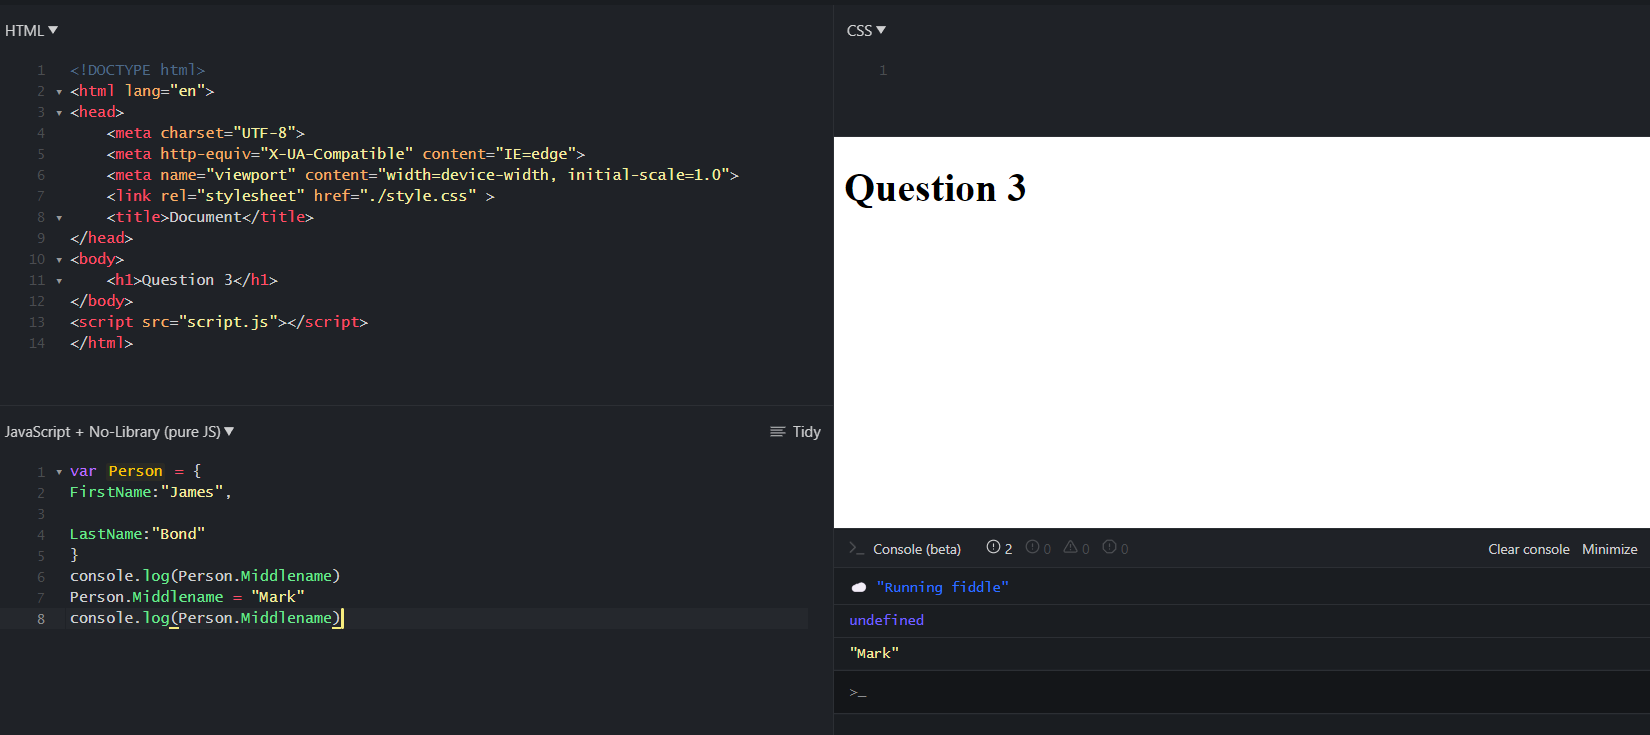 HTML▼
1 <!DOCTYPE html>
2 ▾ <html lang="en">
3 ▾ <head>
4     <meta charset="UTF-8">
5     <meta http-equiv="X-UA-Compatible" content="IE=edge">
6     <meta name="viewport" content="width=device-width, initial-scale=1.0">
7     <link rel="stylesheet" href="./style.css" >
8 ▾     <title>Document</title>
9 </head>
10 ▾ <body>
11 ▾     <h1>Question 3</h1>
12 </body>
13 <script src="script.js"></script>
14 </html>
JavaScript + No-Library (pure JS)▼ Tidy
1 ▾ var Person = {
2 FirstName:"James",
3
4 LastName:"Bond"
5 }
6 console.log(Person.Middlename)
7 Person.Middlename = "Mark"
8 console.log(Person.Middlename)
CSS▼
1
Question 3
>_ Console (beta) 2 0 0 0 Clear console Minimize
"Running fiddle"
undefined
"Mark"
>_